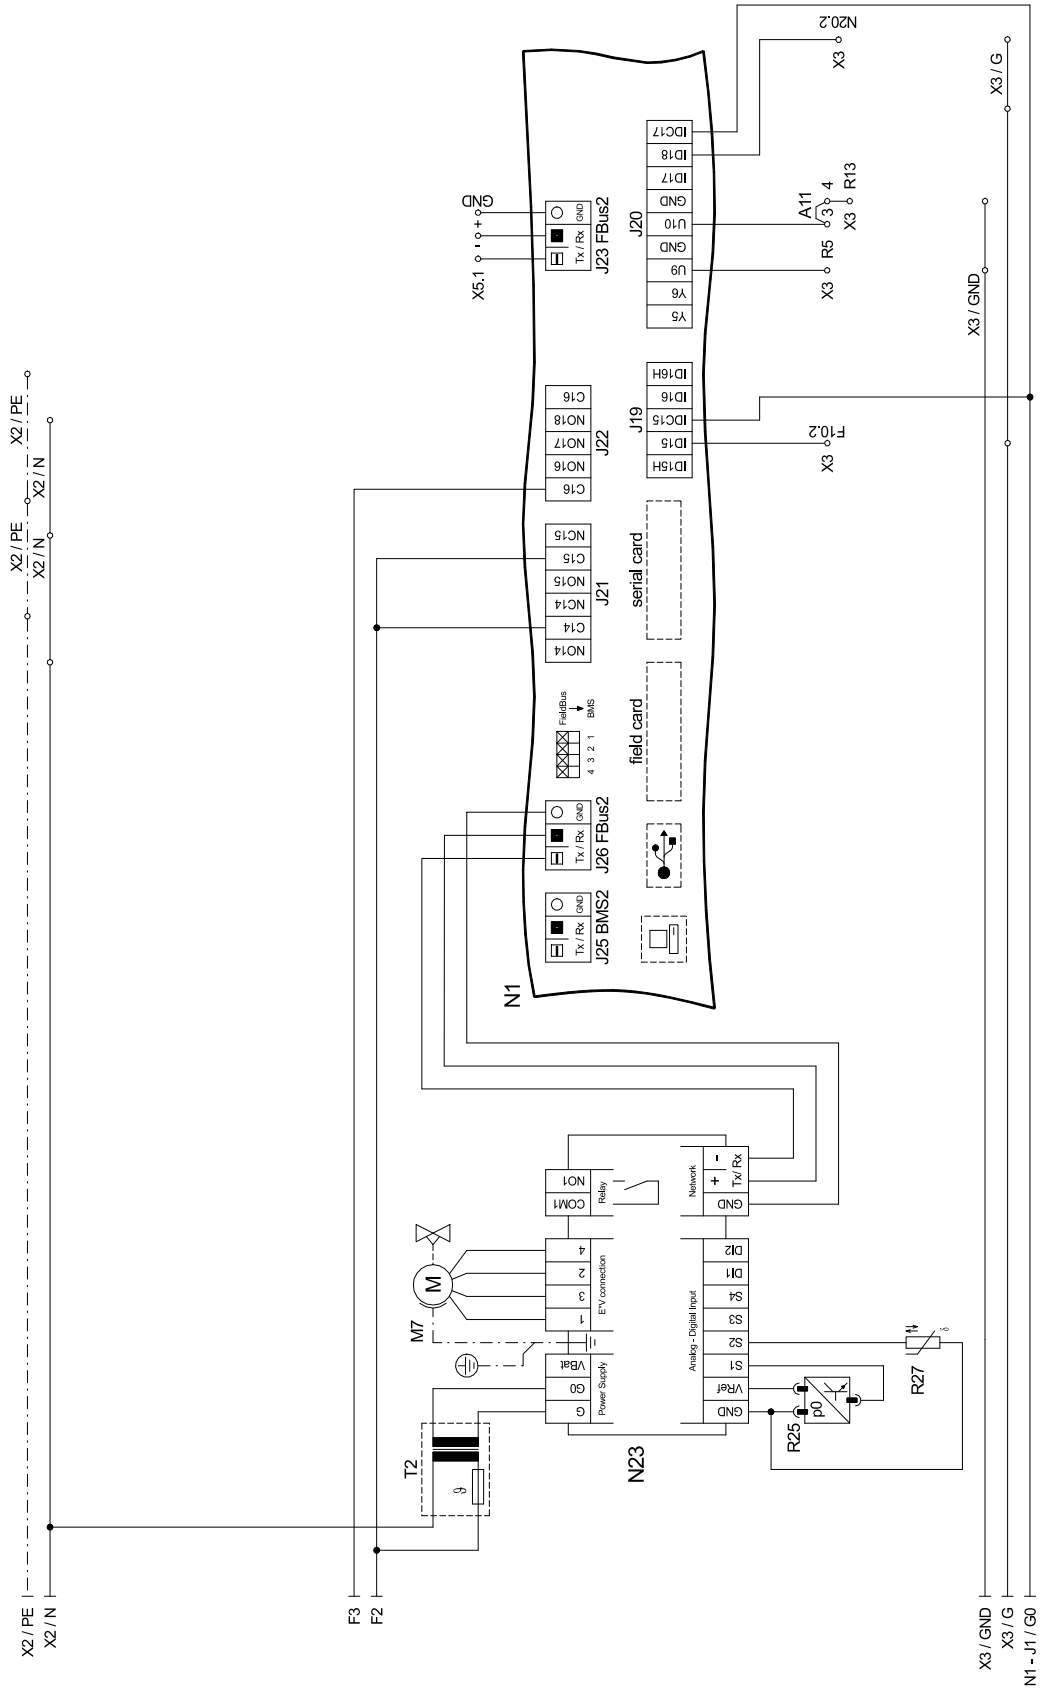 X2 / PE
X2 / N
X2 / PE
X2 / N
X2 / PE
X2 / N
F3
F2
T2
ϑ
M7
M
N23
G
G0
VBat
Power Supply
1
3
2
4
E*V connection
COM1
NO1
Relay
GND
VRef
S1
S2
S3
S4
DI1
DI2
Analog - Digital Input
GND
+
-
Tx/ Rx
Network
R25
p0
R27
δ
N1
Tx / Rx
GND
J25 BMS2
Tx / Rx
GND
J26 FBus2
4 3 2 1
FieldBus
BMS
field card
serial card
NO14
C14
NC14
NO15
C15
NC15
J21
C16
NO16
NO17
NO18
C16
J22
X5.1
-
+
GND
Tx / Rx
GND
J23 FBus2
J19
ID15H
ID15
IDC15
ID16
ID16H
X3
F10.2
J20
Y5
Y6
U9
GND
U10
GND
ID17
ID18
IDC17
X3
R5
A11
3
4
X3
R13
X3
N20.2
X3 / GND
X3 / G
X3 / GND
X3 / G
N1 - J1 / G0